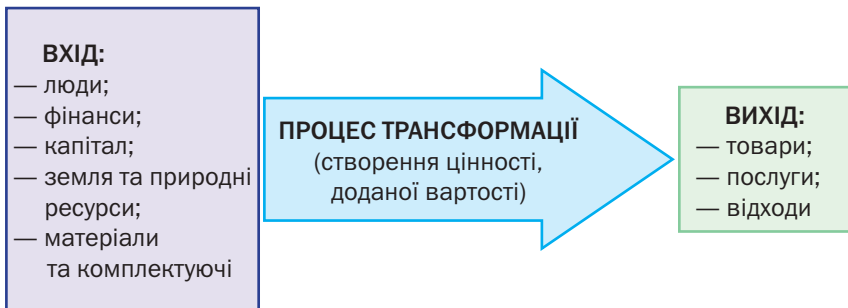 ВХІД:
— люди;
— фінанси;
— капітал;
— земля та природні
ресурси;
— матеріали
та комплектуючі
ПРОЦЕС ТРАНСФОРМАЦІЇ
(створення цінності,
доданої вартості)
ВИХІД:
— товари;
— послуги;
— відходи